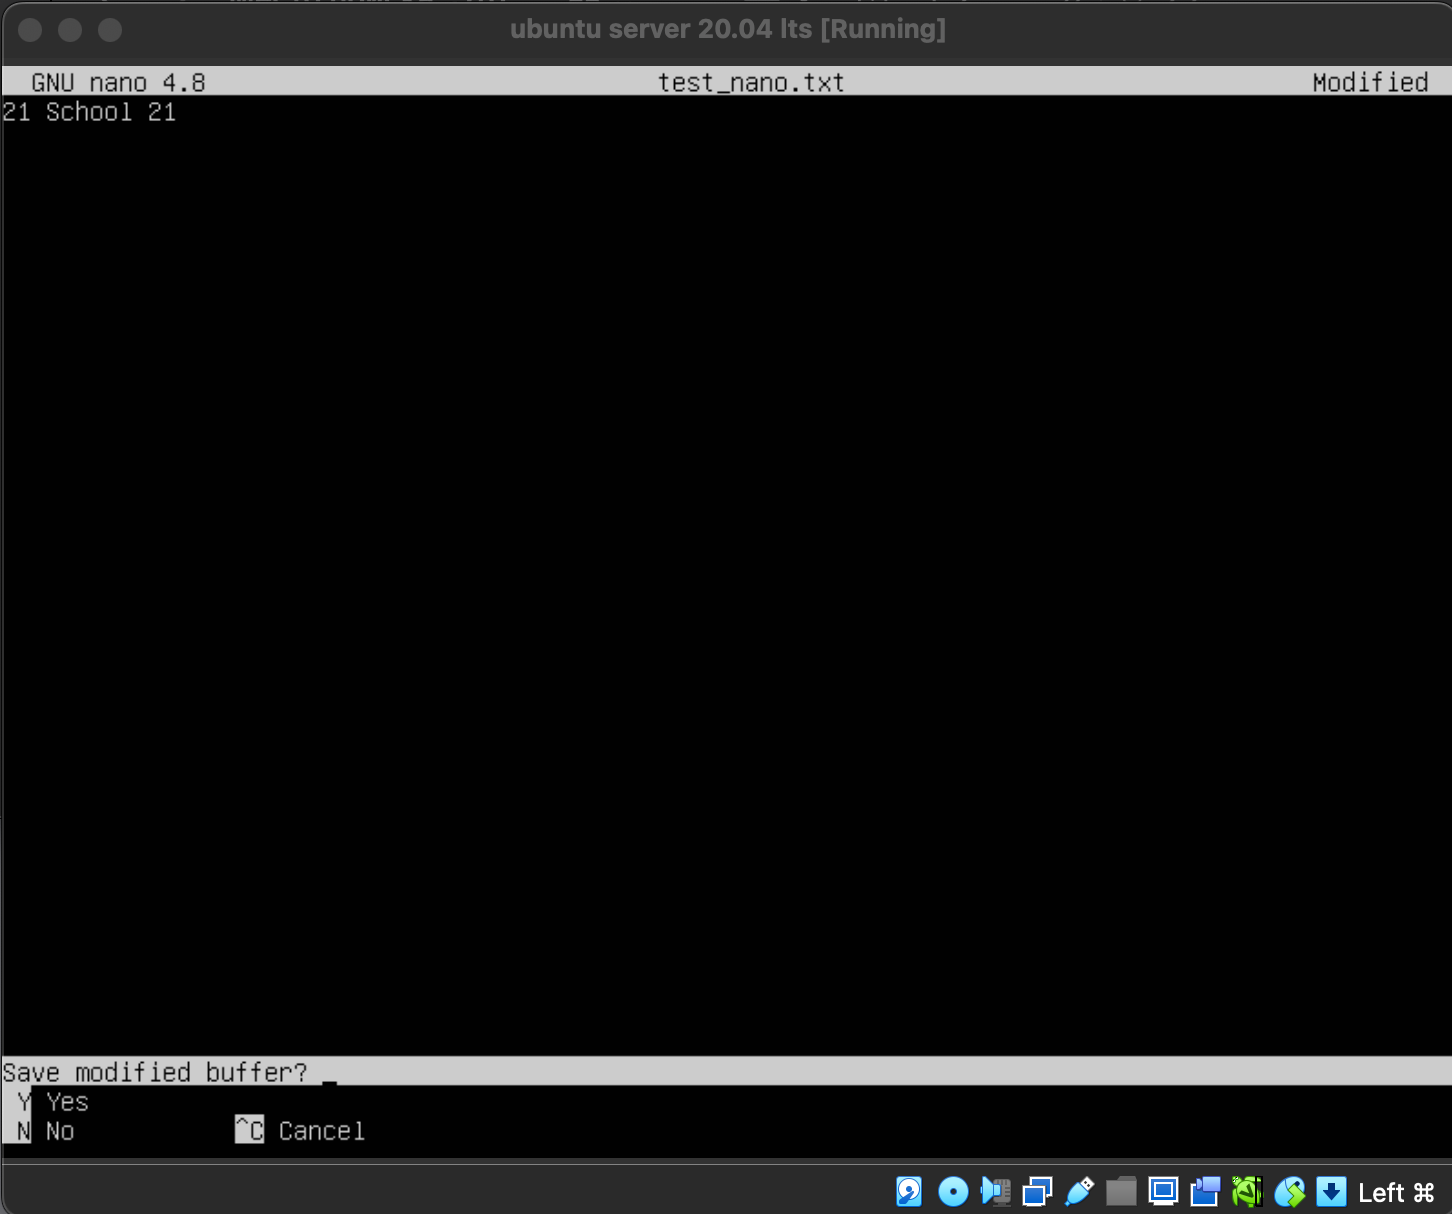 ubuntu server 20.04 lts [Running]
GNU nano 4.8 test_nano.txt Modified
21 School 21
Save modified buffer?
Y Yes
N No ^C Cancel
Left ⌘